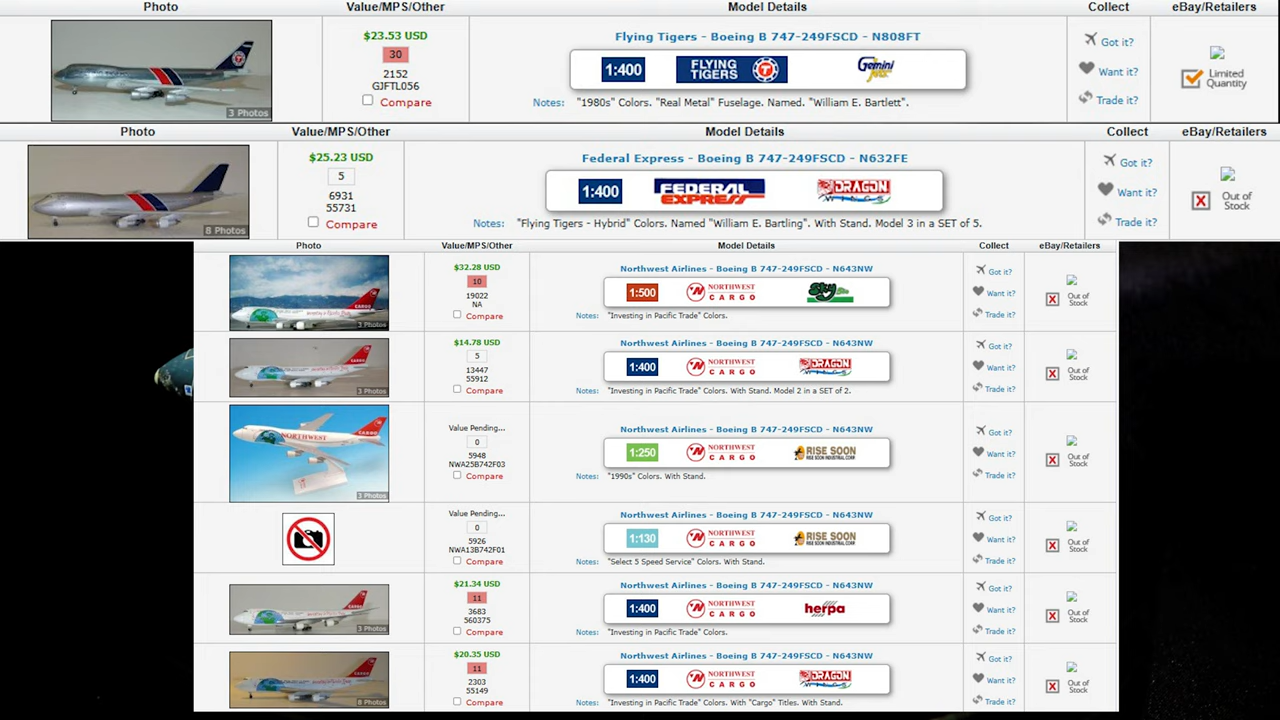 Photo Value/MPS/Other Model Details Collect eBay/Retailers
3 Photos
$23.53 USD
30
2152
GJFTL056
Compare
Flying Tigers - Boeing B 747-249FSCD - N808FT
1:400 FLYING TIGERS T Gemini Jets
Notes: "1980s" Colors. "Real Metal" Fuselage. Named. "William E. Bartlett".
Got it?
Want it?
Trade it?
Limited
Quantity
Photo Value/MPS/Other Model Details Collect eBay/Retailers
8 Photos
$25.23 USD
5
6931
55731
Compare
Federal Express - Boeing B 747-249FSCD - N632FE
1:400 FEDERAL EXPRESS DRAGON WINGS
Notes: "Flying Tigers - Hybrid" Colors. Named "William E. Bartling". With Stand. Model 3 in a SET of 5.
Got it?
Want it?
Trade it?
Out of
Stock
Photo Value/MPS/Other Model Details Collect eBay/Retailers
3 Photos
$32.28 USD
10
19022
NA
Compare
Northwest Airlines - Boeing B 747-249FSCD - N643NW
1:500 NORTHWEST CARGO Sky
Notes: "Investing in Pacific Trade" Colors.
Got it?
Want it?
Trade it?
Out of
Stock
3 Photos
$14.78 USD
5
13447
55912
Compare
Northwest Airlines - Boeing B 747-249FSCD - N643NW
1:400 NORTHWEST CARGO DRAGON WINGS
Notes: "Investing in Pacific Trade" Colors. With Stand. Model 2 in a SET of 2.
Got it?
Want it?
Trade it?
Out of
Stock
NORTHWEST CARGO
3 Photos
Value Pending...
0
5948
NWA25B742F03
Compare
Northwest Airlines - Boeing B 747-249FSCD - N643NW
1:250 NORTHWEST CARGO RISE SOON RISE SOON INDUSTRIAL CORP
Notes: "1990s" Colors. With Stand.
Got it?
Want it?
Trade it?
Out of
Stock
Value Pending...
0
5926
NWA13B742F01
Compare
Northwest Airlines - Boeing B 747-249FSCD - N643NW
1:130 NORTHWEST CARGO RISE SOON RISE SOON INDUSTRIAL CORP
Notes: "Select 5 Speed Service" Colors. With Stand.
Got it?
Want it?
Trade it?
Out of
Stock
3 Photos
$21.34 USD
11
3683
560375
Compare
Northwest Airlines - Boeing B 747-249FSCD - N643NW
1:400 NORTHWEST CARGO herpa
Notes: "Investing in Pacific Trade" Colors.
Got it?
Want it?
Trade it?
Out of
Stock
8 Photos
$20.35 USD
11
2303
55149
Compare
Northwest Airlines - Boeing B 747-249FSCD - N643NW
1:400 NORTHWEST CARGO DRAGON WINGS
Notes: "Investing in Pacific Trade" Colors. With "Cargo" Titles. With Stand.
Got it?
Want it?
Trade it?
Out of
Stock